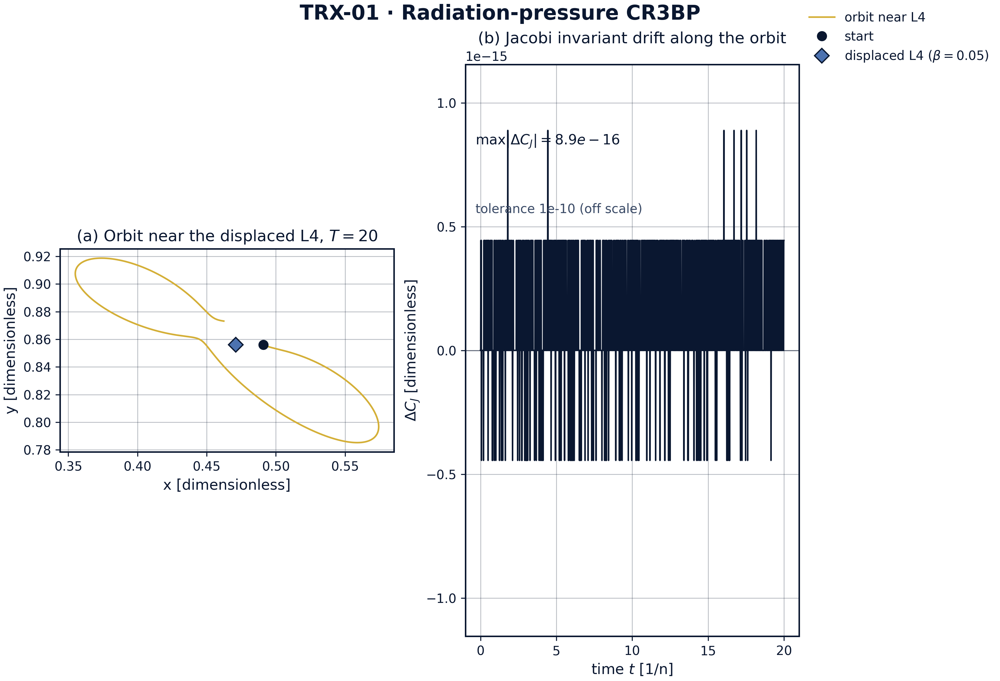 TRX-01 · Radiation-pressure CR3BP
orbit near L4
start
displaced L4 (β = 0.05)
(a) Orbit near the displaced L4, T = 20
0.92
0.90
0.88
0.86
0.84
0.82
0.80
0.78
y [dimensionless]
0.35 0.40 0.45 0.50 0.55
x [dimensionless]
(b) Jacobi invariant drift along the orbit
1e−15
1.0
max|ΔC_J| = 8.9e − 16
tolerance 1e-10 (off scale)
0.5
0.0
−0.5
−1.0
ΔC_J [dimensionless]
0 5 10 15 20
time t [1/n]